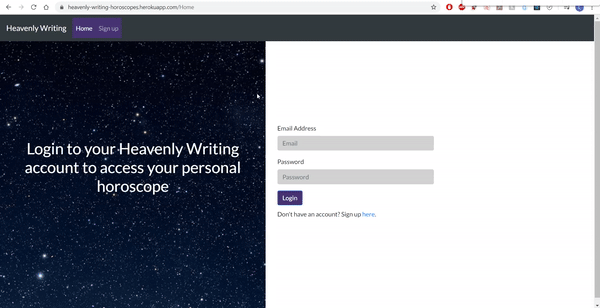 heavenly-writing-horoscopes.herokuapp.com/Home
Heavenly Writing Home Sign up
Login to your Heavenly Writing
account to access your personal
horoscope
Email Address
Email
Password
Password
Login
Don't have an account? Sign up here.